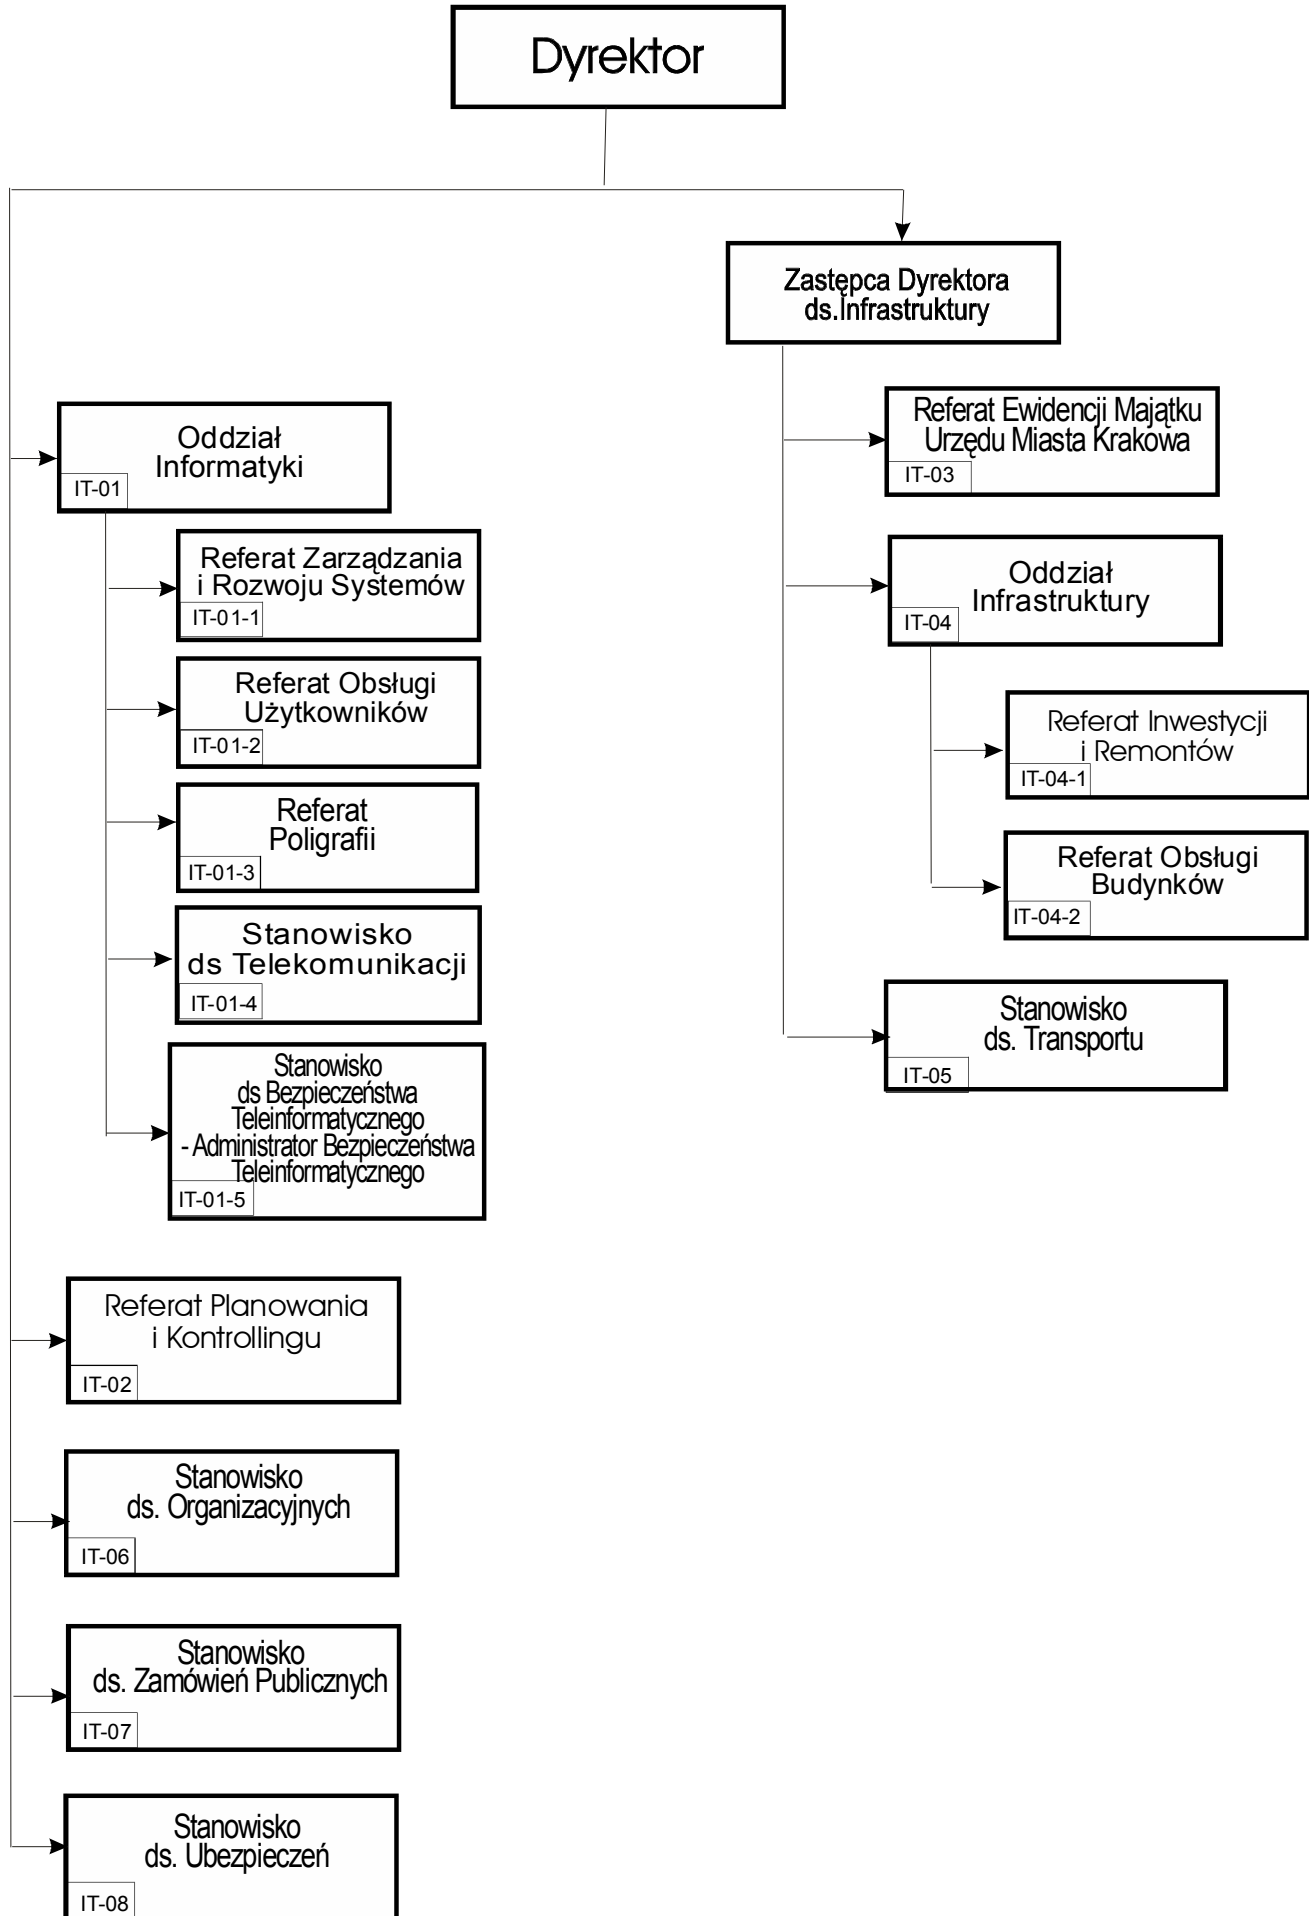 Dyrektor
Zastępca Dyrektora
ds.Infrastruktury
Oddział
Informatyki
IT-01
Referat Zarządzania
i Rozwoju Systemów
IT-01-1
Referat Obsługi
Użytkowników
IT-01-2
Referat
Poligrafii
IT-01-3
Stanowisko
ds Telekomunikacji
IT-01-4
Stanowisko
ds Bezpieczeństwa
Teleinformatycznego
- Administrator Bezpieczeństwa
Teleinformatycznego
IT-01-5
Referat Planowania
i Kontrollingu
IT-02
Stanowisko
ds. Organizacyjnych
IT-06
Stanowisko
ds. Zamówień Publicznych
IT-07
Stanowisko
ds. Ubezpieczeń
IT-08
Referat Ewidencji Majątku
Urzędu Miasta Krakowa
IT-03
Oddział
Infrastruktury
IT-04
Referat Inwestycji
i Remontów
IT-04-1
Referat Obsługi
Budynków
IT-04-2
Stanowisko
ds. Transportu
IT-05